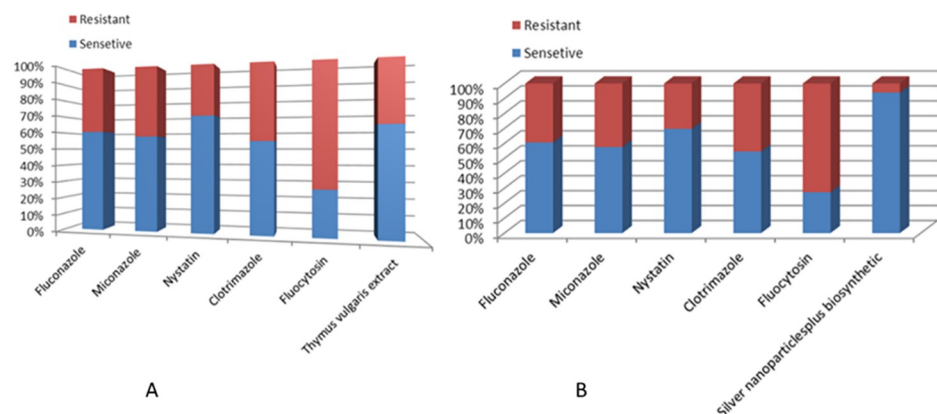 Resistant
Sensetive
100%
90%
80%
70%
60%
50%
40%
30%
20%
10%
0%
Fluconazole
Miconazole
Nystatin
Clotrimazole
Fluocytosin
Thymus vulgaris extract
A
Resistant
Sensetive
100%
90%
80%
70%
60%
50%
40%
30%
20%
10%
0%
Fluconazole
Miconazole
Nystatin
Clotrimazole
Fluocytosin
Silver nanoparticlesplus biosynthetic
B